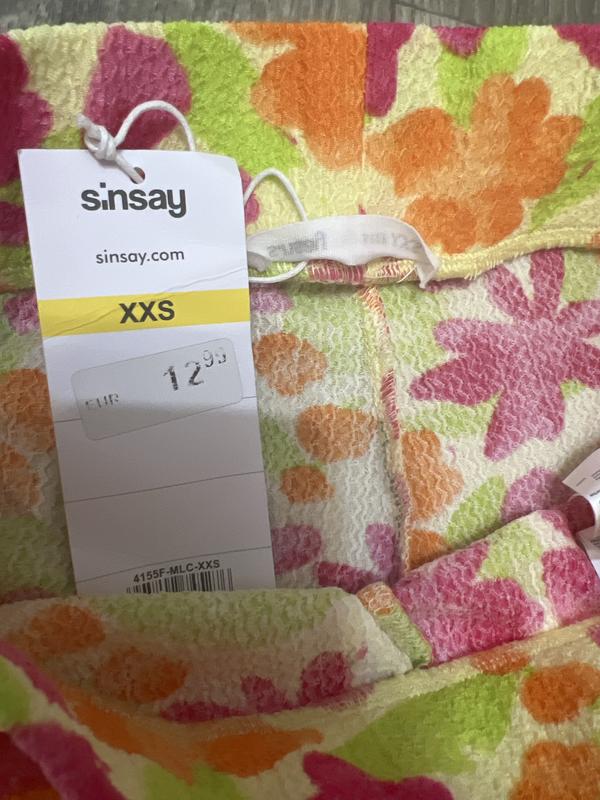 sinsay
sinsay.com
XXS
EUR 12⁹⁹
4155F-MLC-XXS